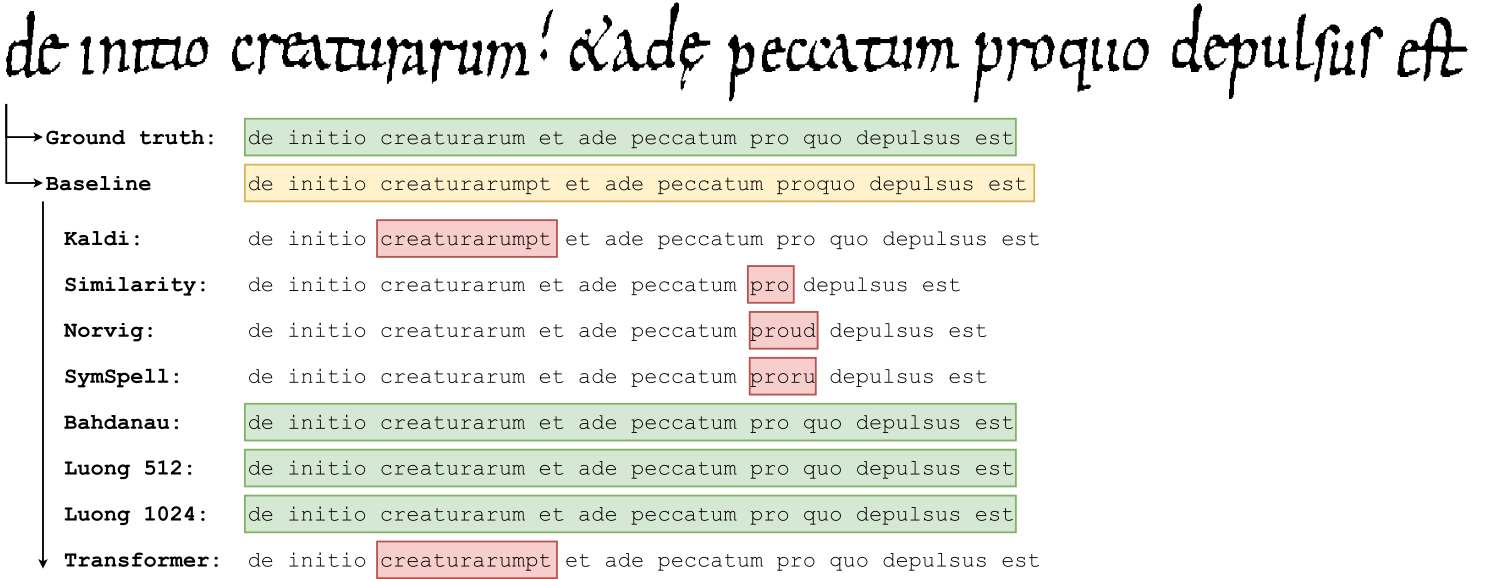 de initio creaturarum! & adę peccatum proquo depulsus est
Ground truth: de initio creaturarum et ade peccatum pro quo depulsus est
Baseline de initio creaturarumpt et ade peccatum proquo depulsus est
Kaldi: de initio creaturarumpt et ade peccatum pro quo depulsus est
Similarity: de initio creaturarum et ade peccatum pro depulsus est
Norvig: de initio creaturarum et ade peccatum proud depulsus est
SymSpell: de initio creaturarum et ade peccatum proru depulsus est
Bahdanau: de initio creaturarum et ade peccatum pro quo depulsus est
Luong 512: de initio creaturarum et ade peccatum pro quo depulsus est
Luong 1024: de initio creaturarum et ade peccatum pro quo depulsus est
Transformer: de initio creaturarumpt et ade peccatum pro quo depulsus est